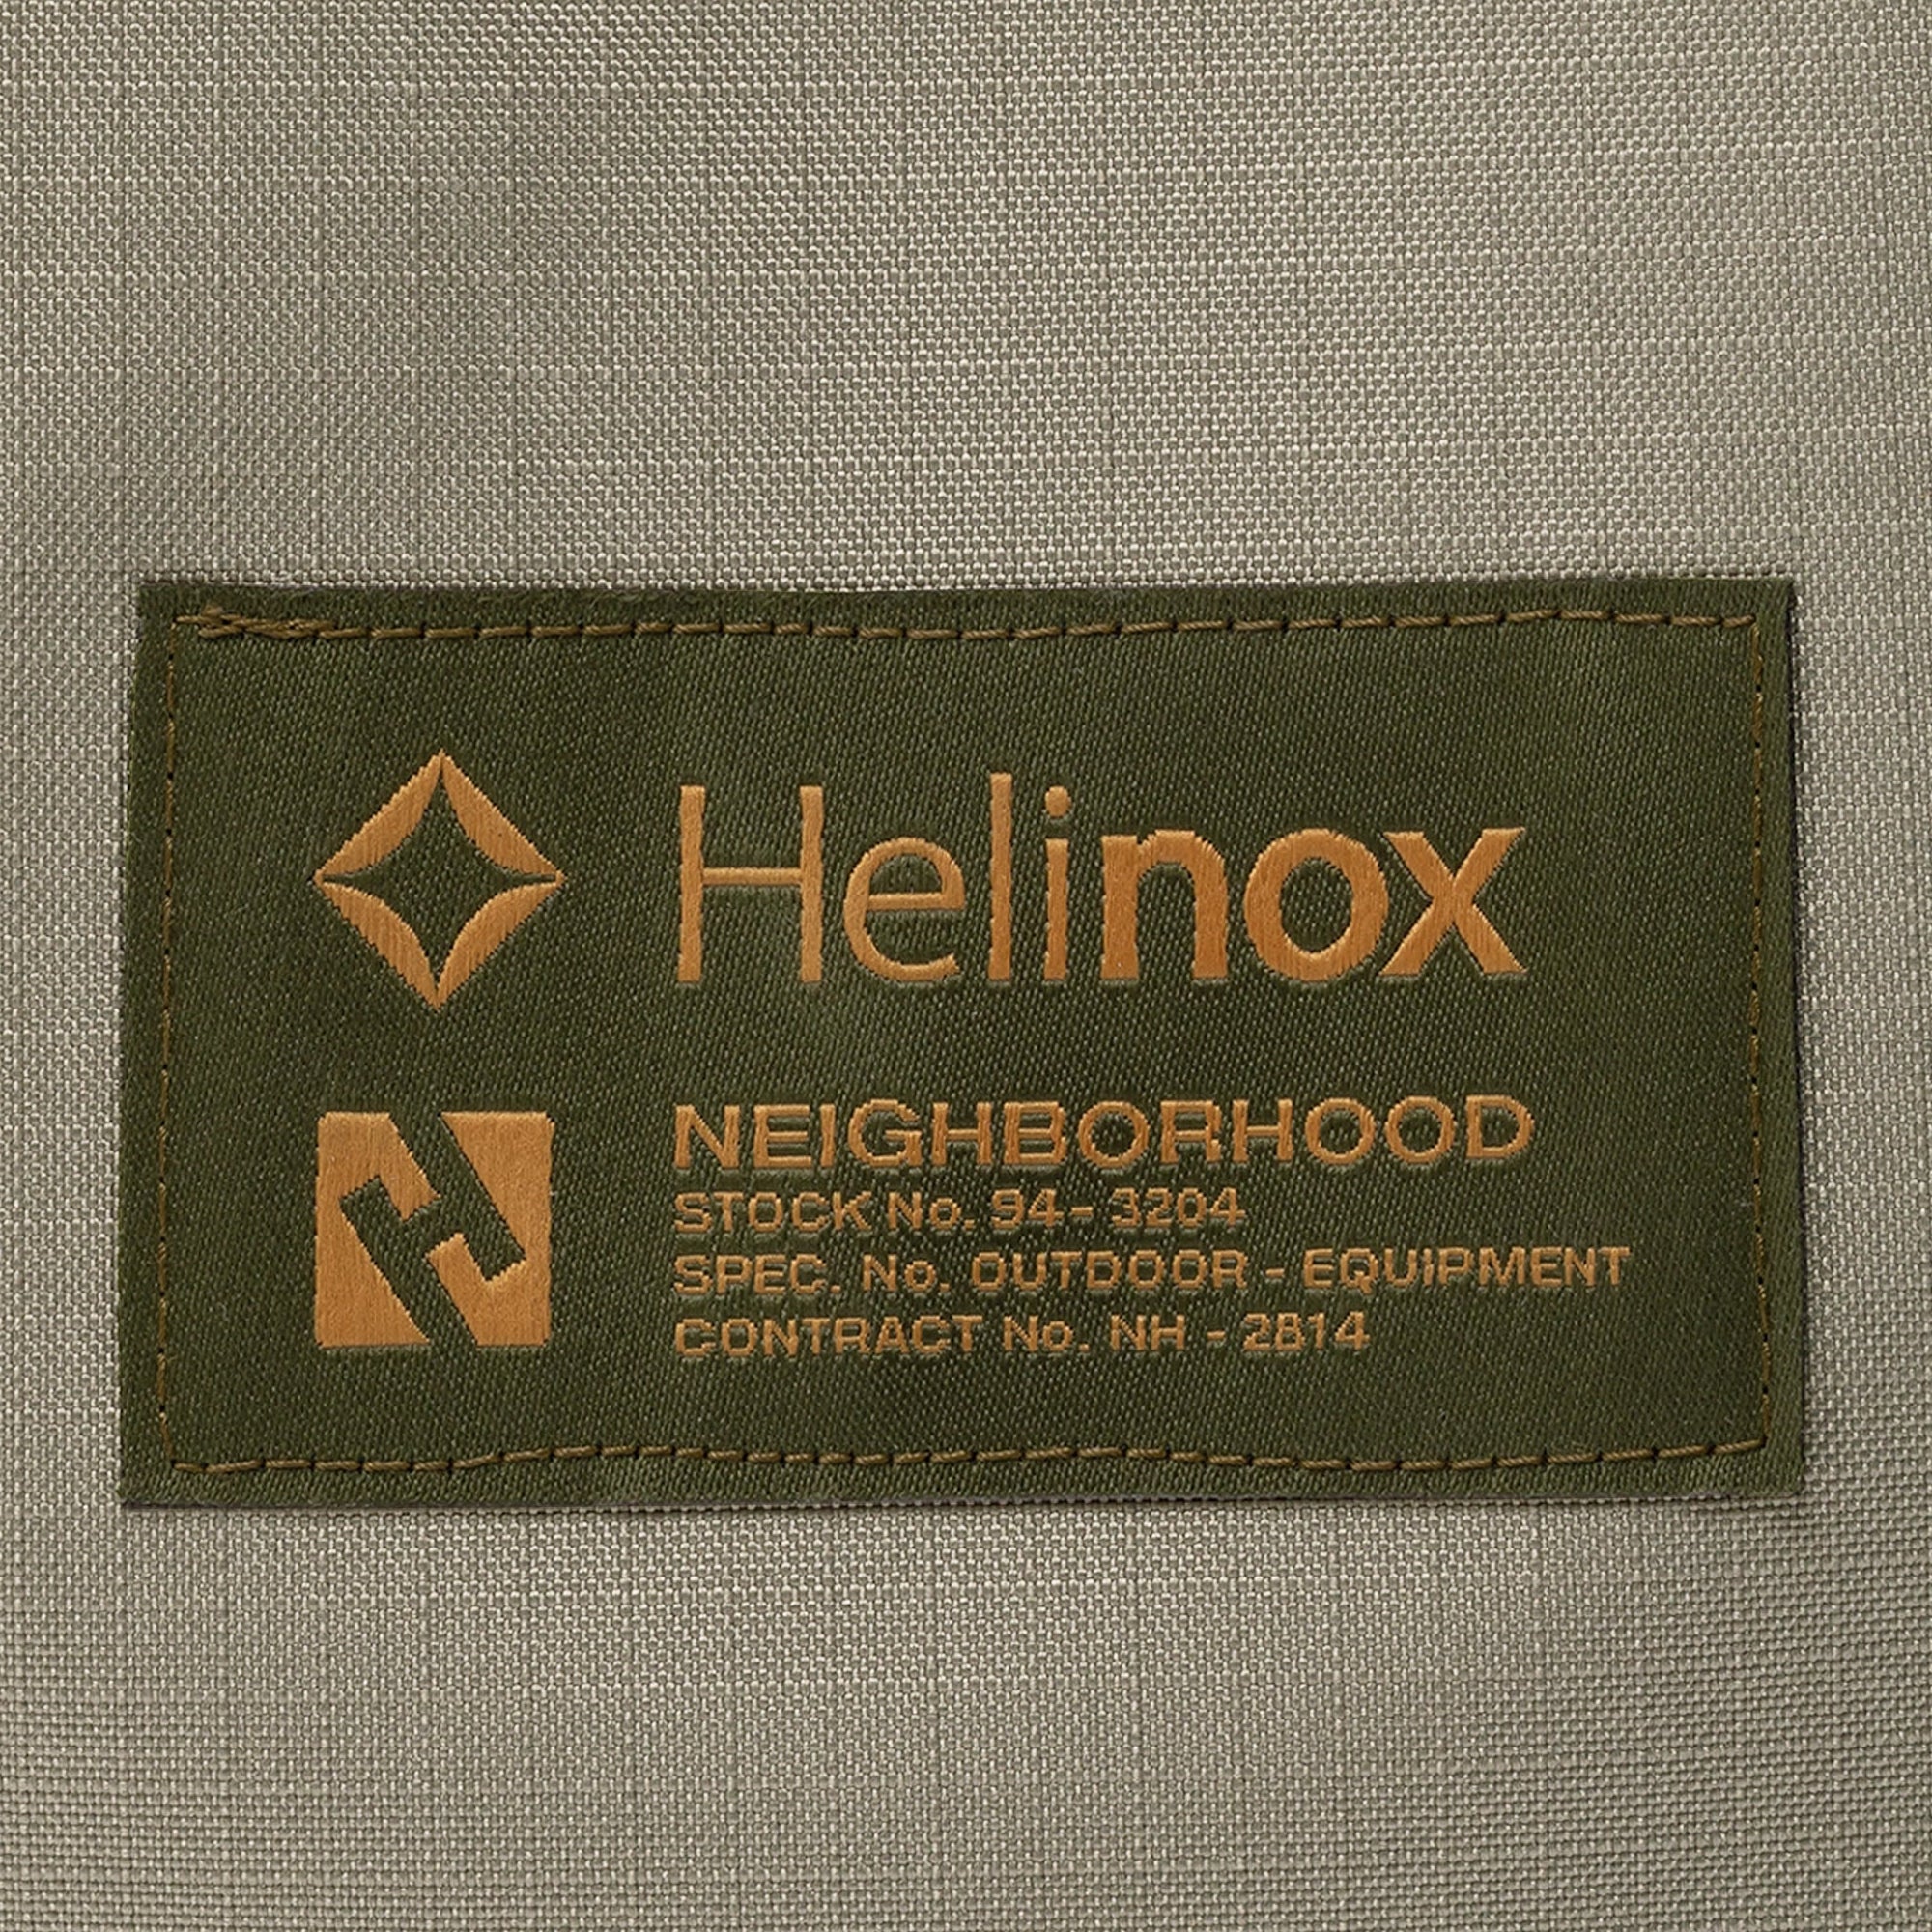 Helinox
NEIGHBORHOOD
STOCK No. 94- 3204
SPEC. No. OUTDOOR - EQUIPMENT
CONTRACT No. NH - 2814